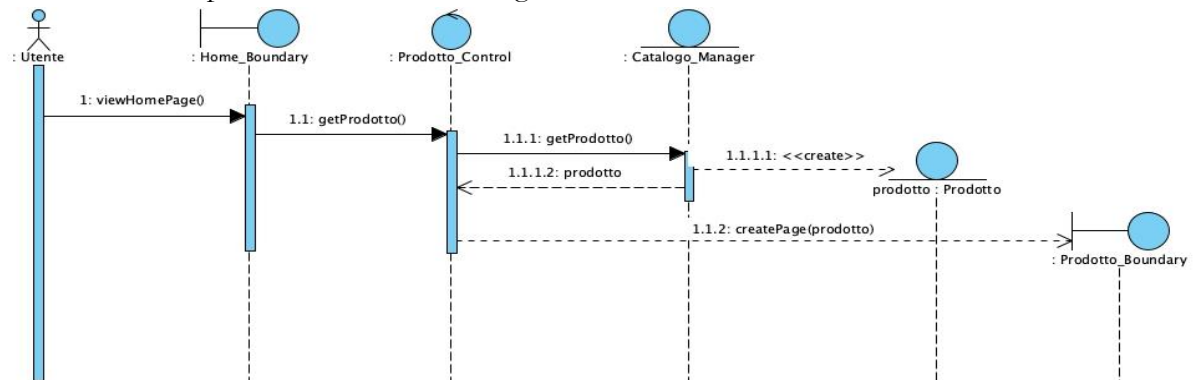 : Utente
: Home_Boundary
: Prodotto_Control
: Catalogo_Manager
1: viewHomePage()
1.1: getProdotto()
1.1.1: getProdotto()
1.1.1.1: <<create>>
1.1.1.2: prodotto
prodotto : Prodotto
1.1.2: createPage(prodotto)
: Prodotto_Boundary